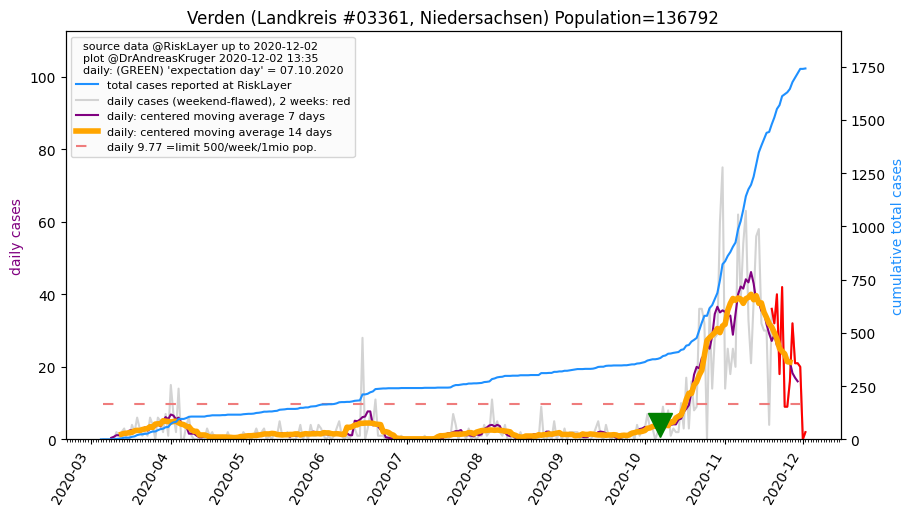 Verden (Landkreis #03361, Niedersachsen) Population=136792
source data @RiskLayer up to 2020-12-02
plot @DrAndreasKruger 2020-12-02 13:35
daily: (GREEN) 'expectation day' = 07.10.2020
total cases reported at RiskLayer
daily cases (weekend-flawed), 2 weeks: red
daily: centered moving average 7 days
daily: centered moving average 14 days
daily 9.77 =limit 500/week/1mio pop.
daily cases
100
80
60
40
20
0
cumulative total cases
1750
1500
1250
1000
750
500
250
0
2020-03
2020-04
2020-05
2020-06
2020-07
2020-08
2020-09
2020-10
2020-11
2020-12